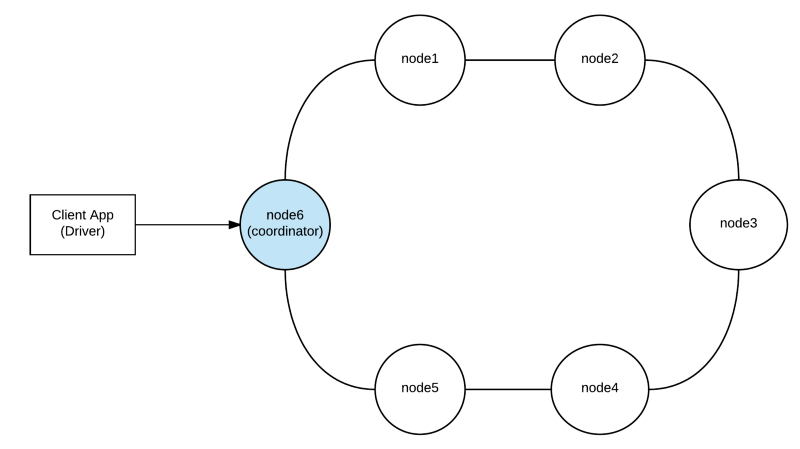 node1
node2
Client App
(Driver)
node6
(coordinator)
node3
node5
node4